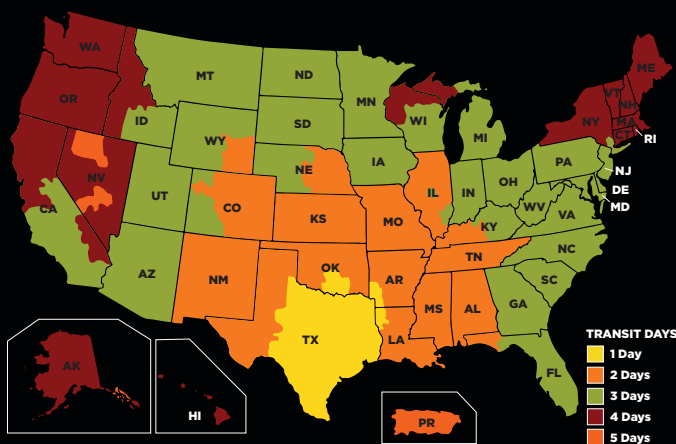 WA
OR
ID
MT
ND
MN
SD
WY
WI
MI
NY
VT
NH
ME
MA
CT
RI
CA
NV
UT
CO
NE
IA
IL
IN
OH
PA
NJ
DE
MD
WV
VA
KY
KS
MO
AZ
NM
OK
AR
TN
NC
SC
TX
LA
MS
AL
GA
FL
AK
HI
PR
TRANSIT DAYS
1 Day
2 Days
3 Days
4 Days
5 Days